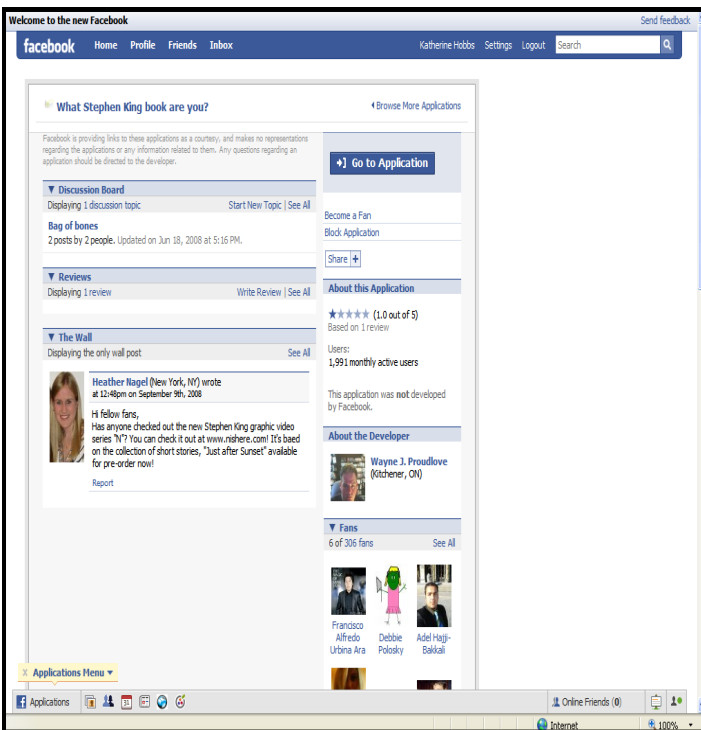 Welcome to the new Facebook
Send feedback
facebook Home Profile Friends Inbox
Katherine Hobbs Settings Logout Search
What Stephen King book are you?
Browse More Applications
Facebook is providing links to these applications as a courtesy, and makes no representations
regarding the applications or any information related to them. Any questions regarding an
application should be directed to the developer.
Discussion Board
Displaying 1 discussion topic
Start New Topic | See All
Bag of bones
2 posts by 2 people. Updated on Jun 18, 2008 at 5:16 PM.
Reviews
Displaying 1 review
Write Review | See All
The Wall
Displaying the only wall post
See All
Heather Nagel (New York, NY) wrote
at 12:48pm on September 9th, 2008
Hi fellow fans,
Has anyone checked out the new Stephen King graphic video
series "N"? You can check it out at www.nishere.com! It's baed
on the collection of short stories, "Just after Sunset" available
for pre-order now!
Report
Go to Application
Become a Fan
Block Application
Share +
About this Application
(1.0 out of 5)
Based on 1 review
Users:
1,991 monthly active users
This application was not developed
by Facebook.
About the Developer
Wayne J. Proudlove
(Kitchener, ON)
Fans
6 of 306 fans
See All
Francisco
Alfredo
Urbina Ara
Debbie
Polosky
Adel Hajji-
Bakkali
x Applications Menu
Applications
31
Online Friends (0)
Internet
100%